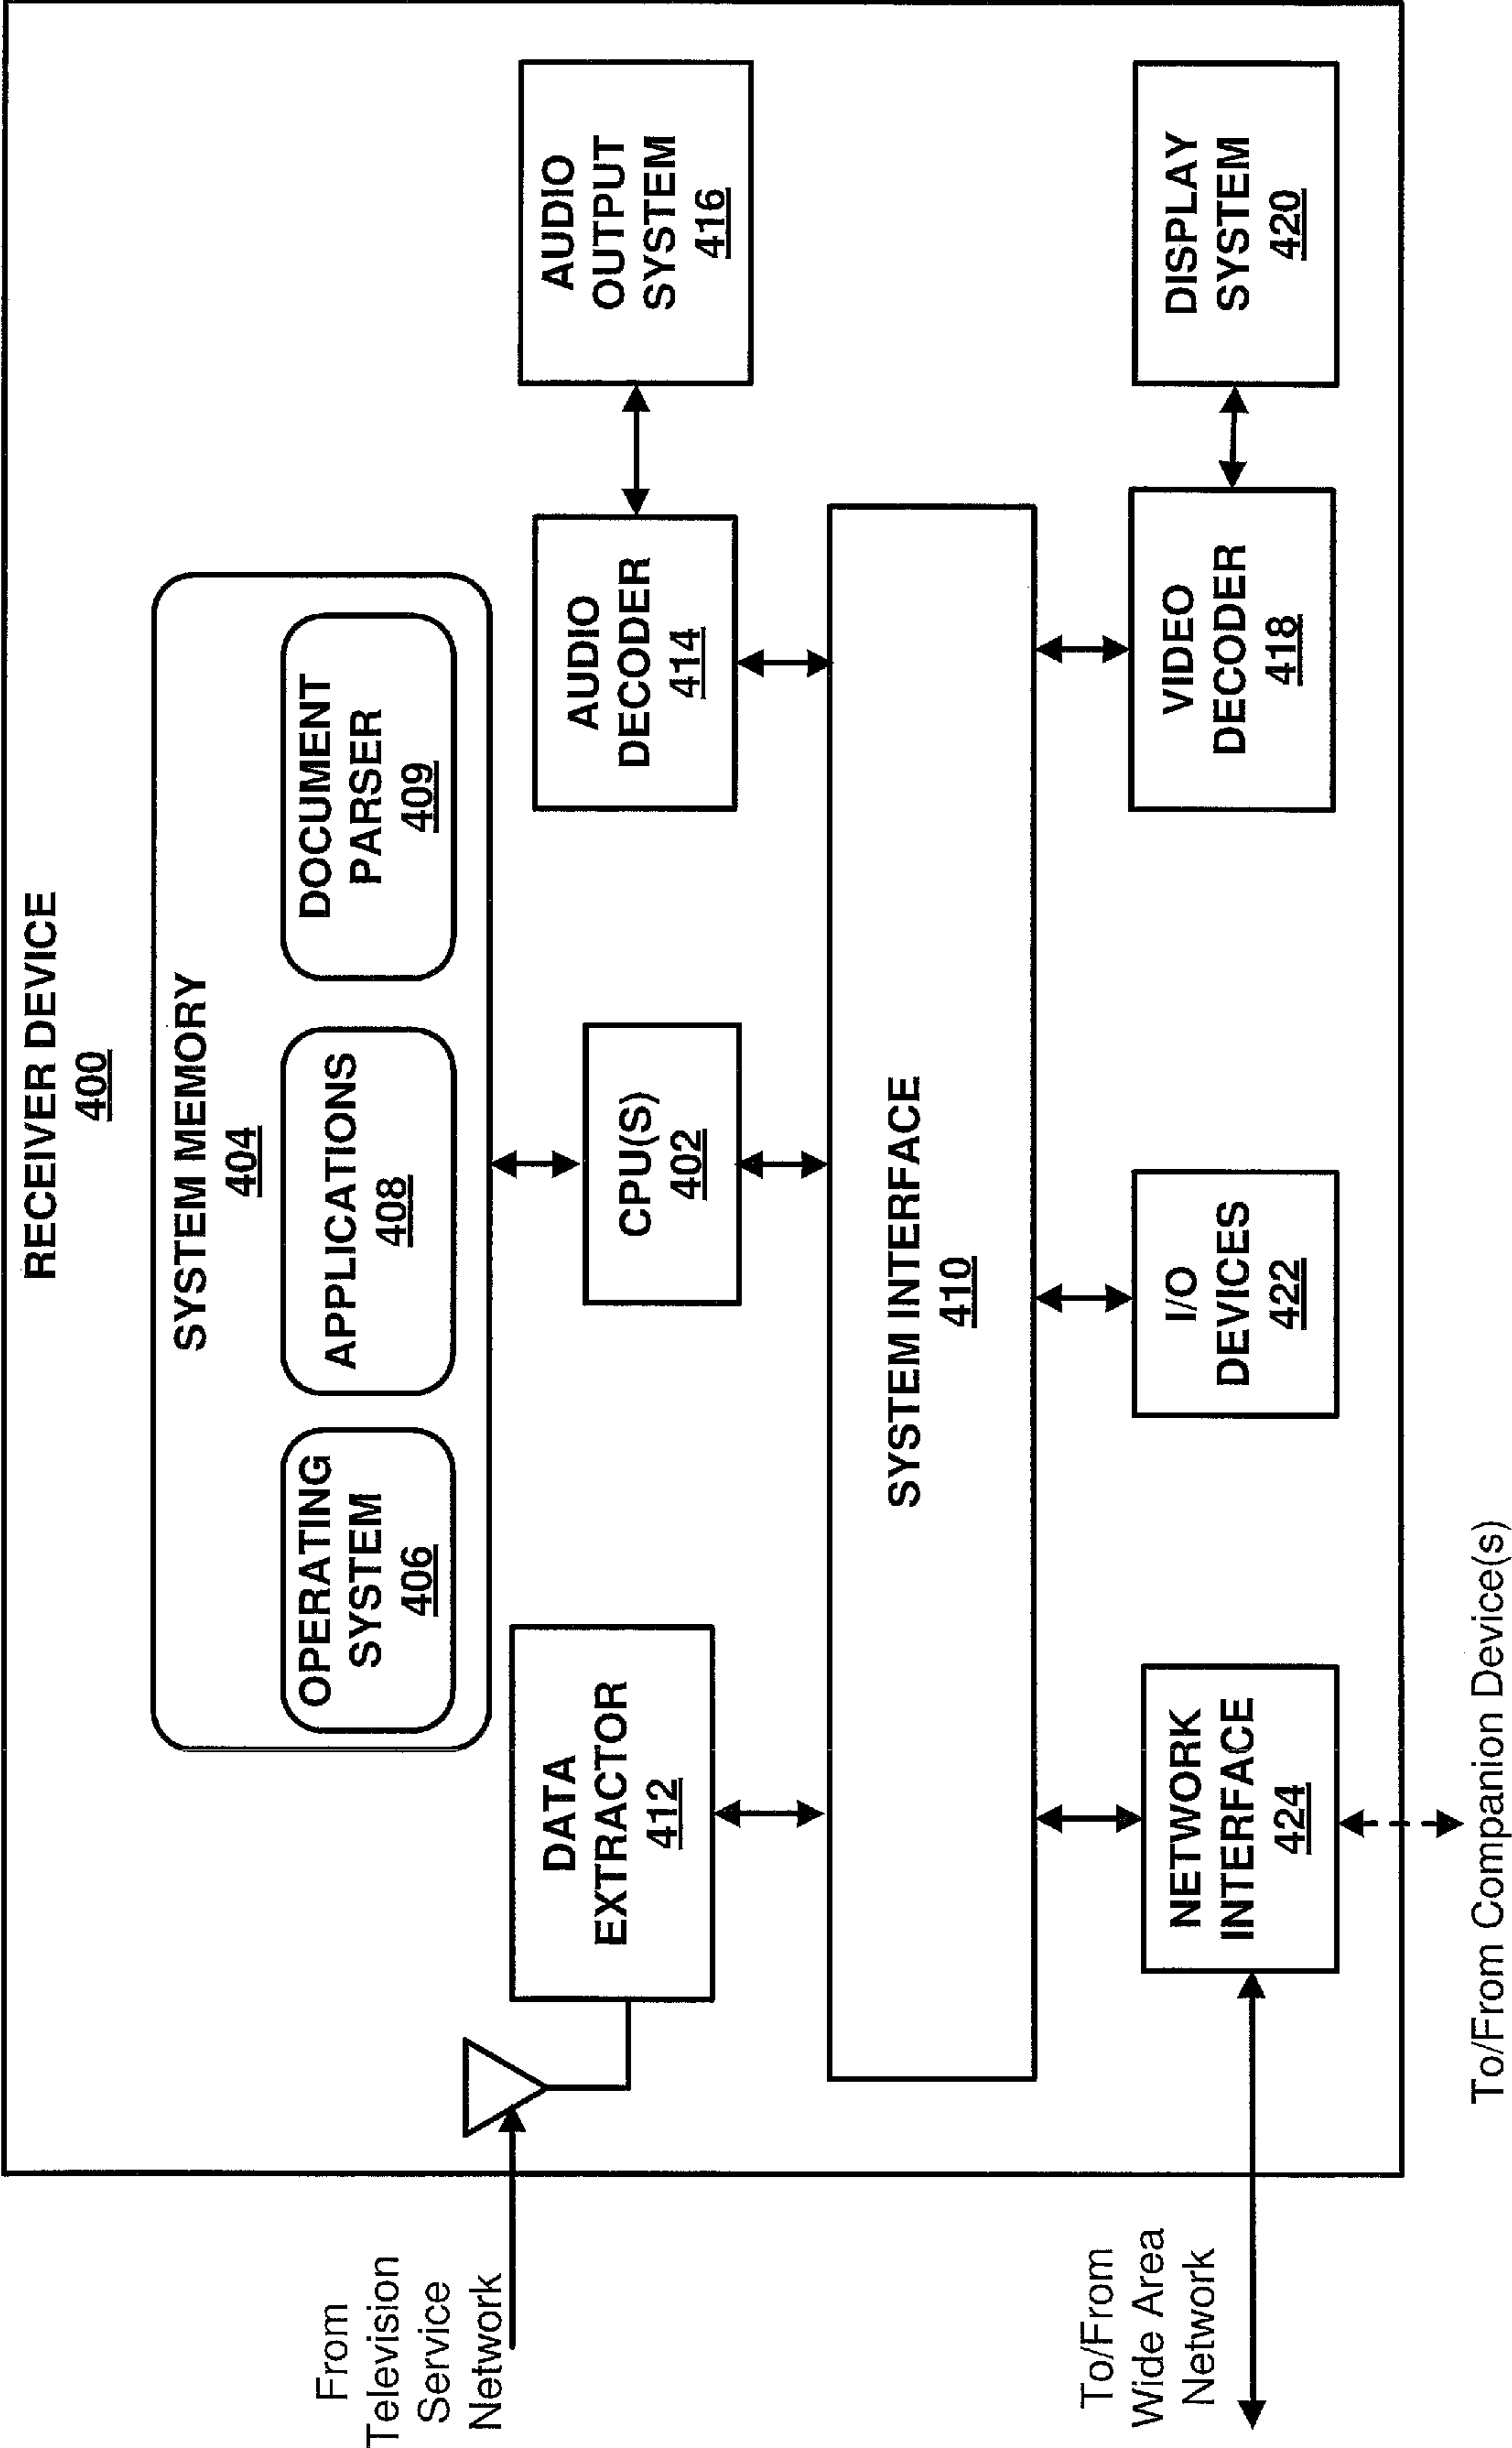 RECEIVER DEVICE
400
SYSTEM MEMORY
404
OPERATING
SYSTEM
406
APPLICATIONS
408
DOCUMENT
PARSER
409
From
Television
Service
Network
DATA
EXTRACTOR
412
CPU(S)
402
AUDIO
DECODER
414
AUDIO
OUTPUT
SYSTEM
416
SYSTEM INTERFACE
410
To/From
Wide Area
Network
NETWORK
INTERFACE
424
I/O
DEVICES
422
VIDEO
DECODER
418
DISPLAY
SYSTEM
420
To/From Companion Device(s)